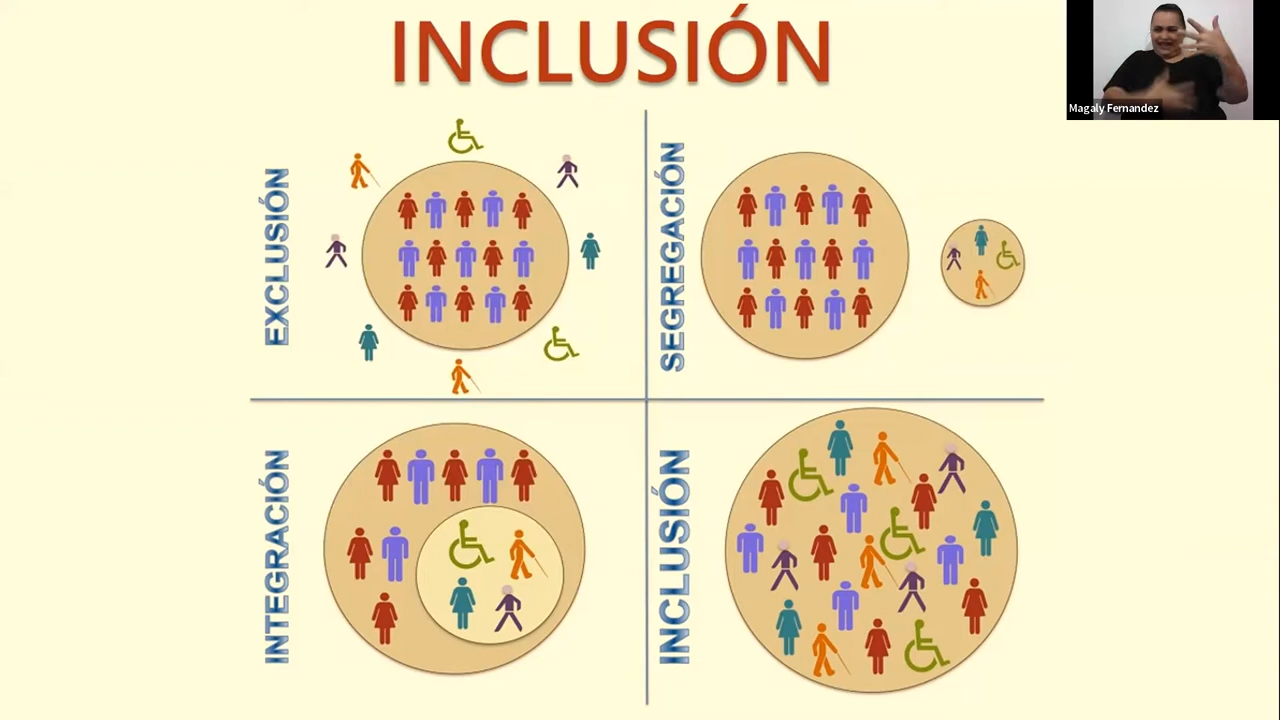 INCLUSIÓN
Magaly Fernandez
EXCLUSIÓN
SEGREGACIÓN
INTEGRACIÓN
INCLUSIÓN